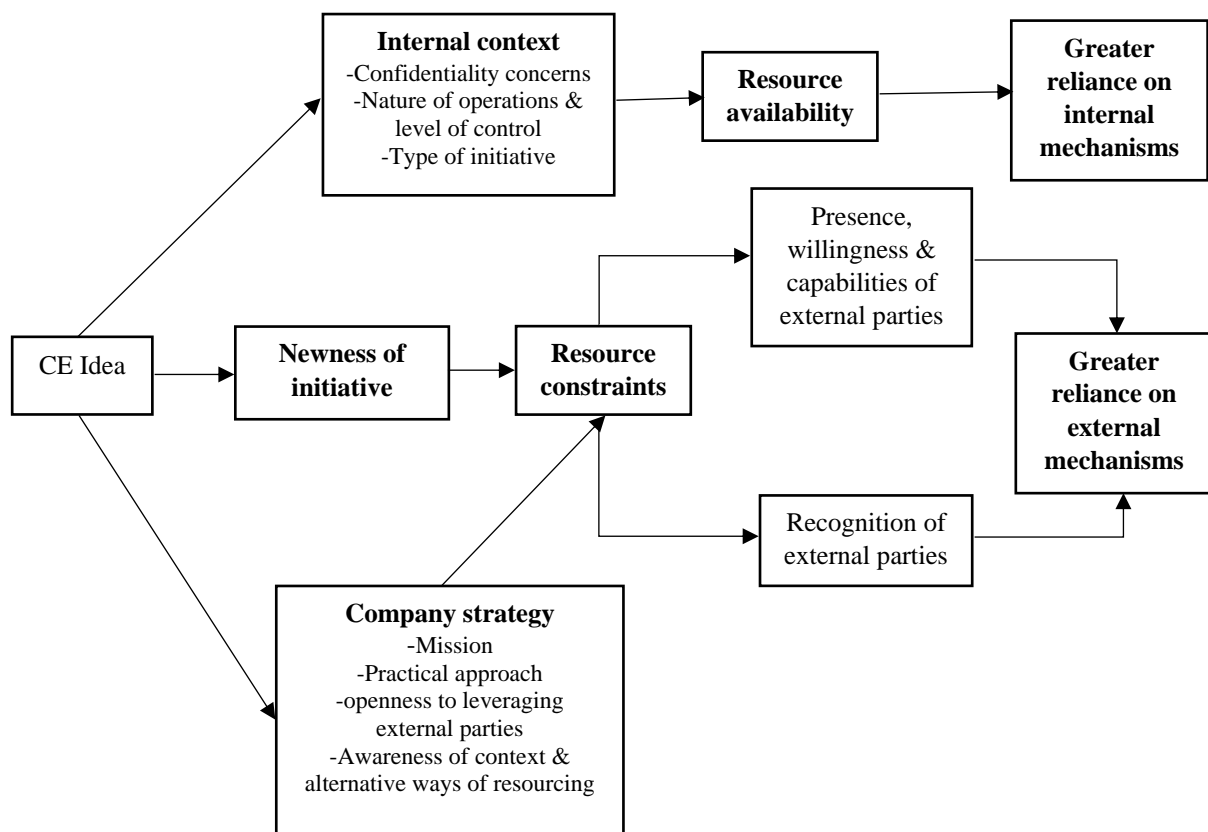 Internal context
-Confidentiality concerns
-Nature of operations &
level of control
-Type of initiative
Resource
availability
Greater
reliance on
internal
mechanisms
Presence,
willingness &
capabilities of
external parties
CE Idea
Newness of
initiative
Resource
constraints
Greater
reliance on
external
mechanisms
Recognition of
external parties
Company strategy
-Mission
-Practical approach
-openness to leveraging
external parties
-Awareness of context &
alternative ways of resourcing